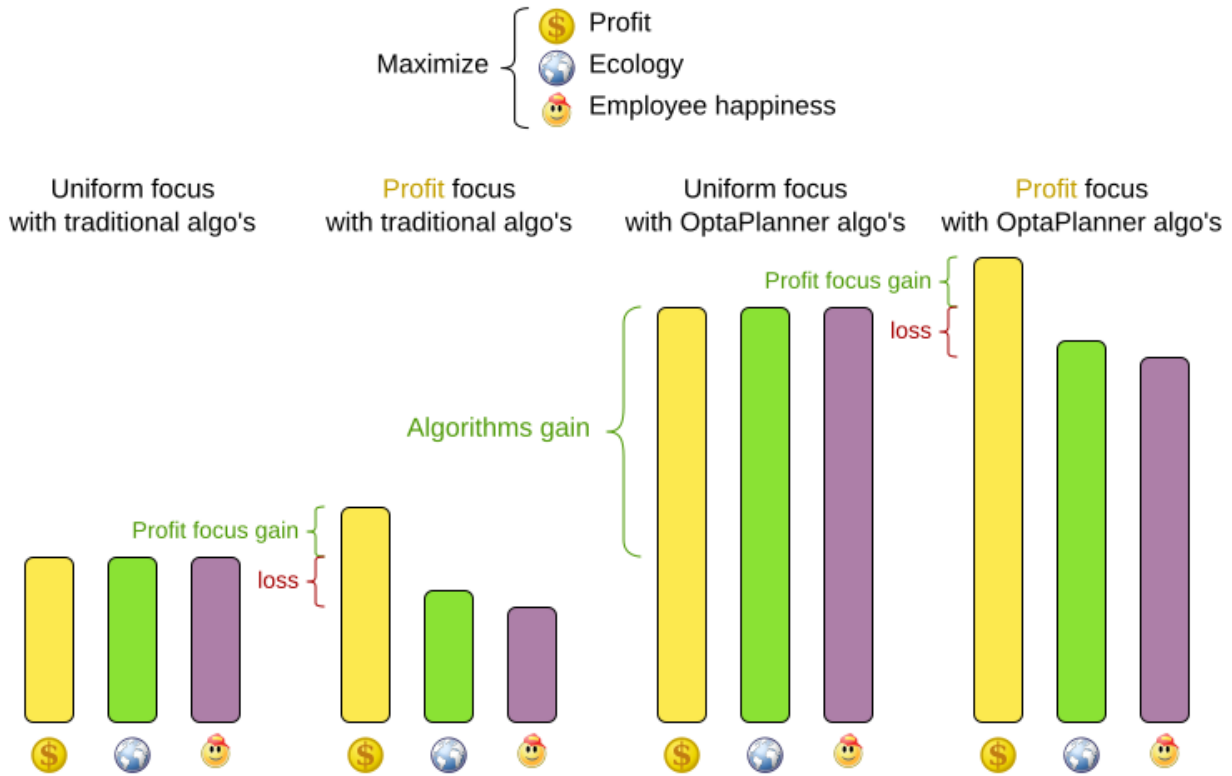 Maximize
Profit
Ecology
Employee happiness
Uniform focus
with traditional algo's
Profit focus
with traditional algo's
Uniform focus
with OptaPlanner algo's
Profit focus
with OptaPlanner algo's
Profit focus gain
loss
Algorithms gain
Profit focus gain
loss
$
$
$
$
$